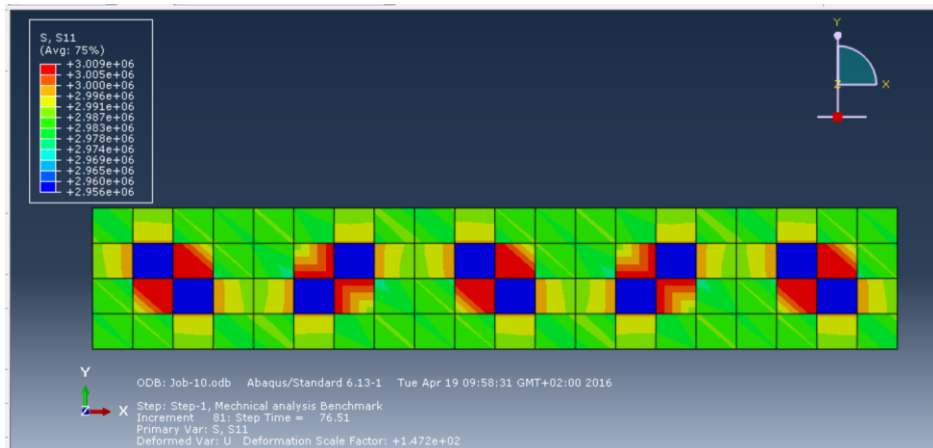 S, S11
(Avg: 75%)
+3.009e+06
+3.005e+06
+3.000e+06
+2.996e+06
+2.991e+06
+2.987e+06
+2.983e+06
+2.978e+06
+2.974e+06
+2.969e+06
+2.965e+06
+2.960e+06
+2.956e+06
Y
Z
X
Y
Z
X
ODB: Job-10.odb Abaqus/Standard 6.13-1 Tue Apr 19 09:58:31 GMT+02:00 2016
Step: Step-1, Mechnical analysis Benchmark
Increment 81: Step Time = 76.51
Primary Var: S, S11
Deformed Var: U Deformation Scale Factor: +1.472e+02